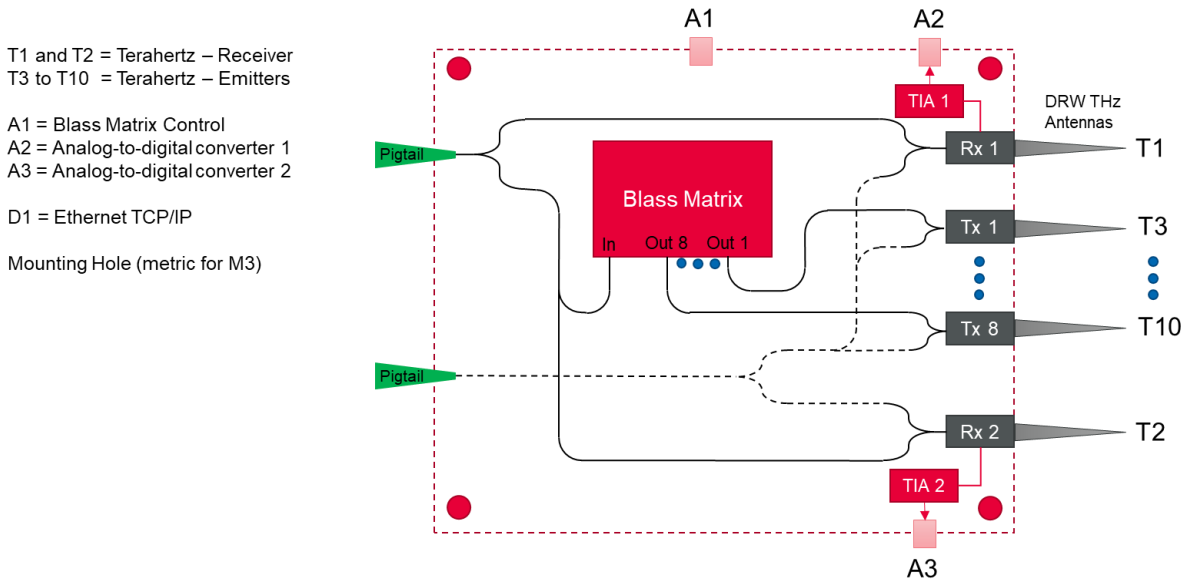 T1 and T2 = Terahertz – Receiver
T3 to T10 = Terahertz – Emitters
A1 = Blass Matrix Control
A2 = Analog-to-digital converter 1
A3 = Analog-to-digital converter 2
D1 = Ethernet TCP/IP
Mounting Hole (metric for M3)
A1
A2
TIA 1
DRW THz
Antennas
Pigtail
Rx 1
T1
Blass Matrix
In
Out 8
Out 1
Tx 1
T3
Tx 8
T10
Pigtail
Rx 2
T2
TIA 2
A3